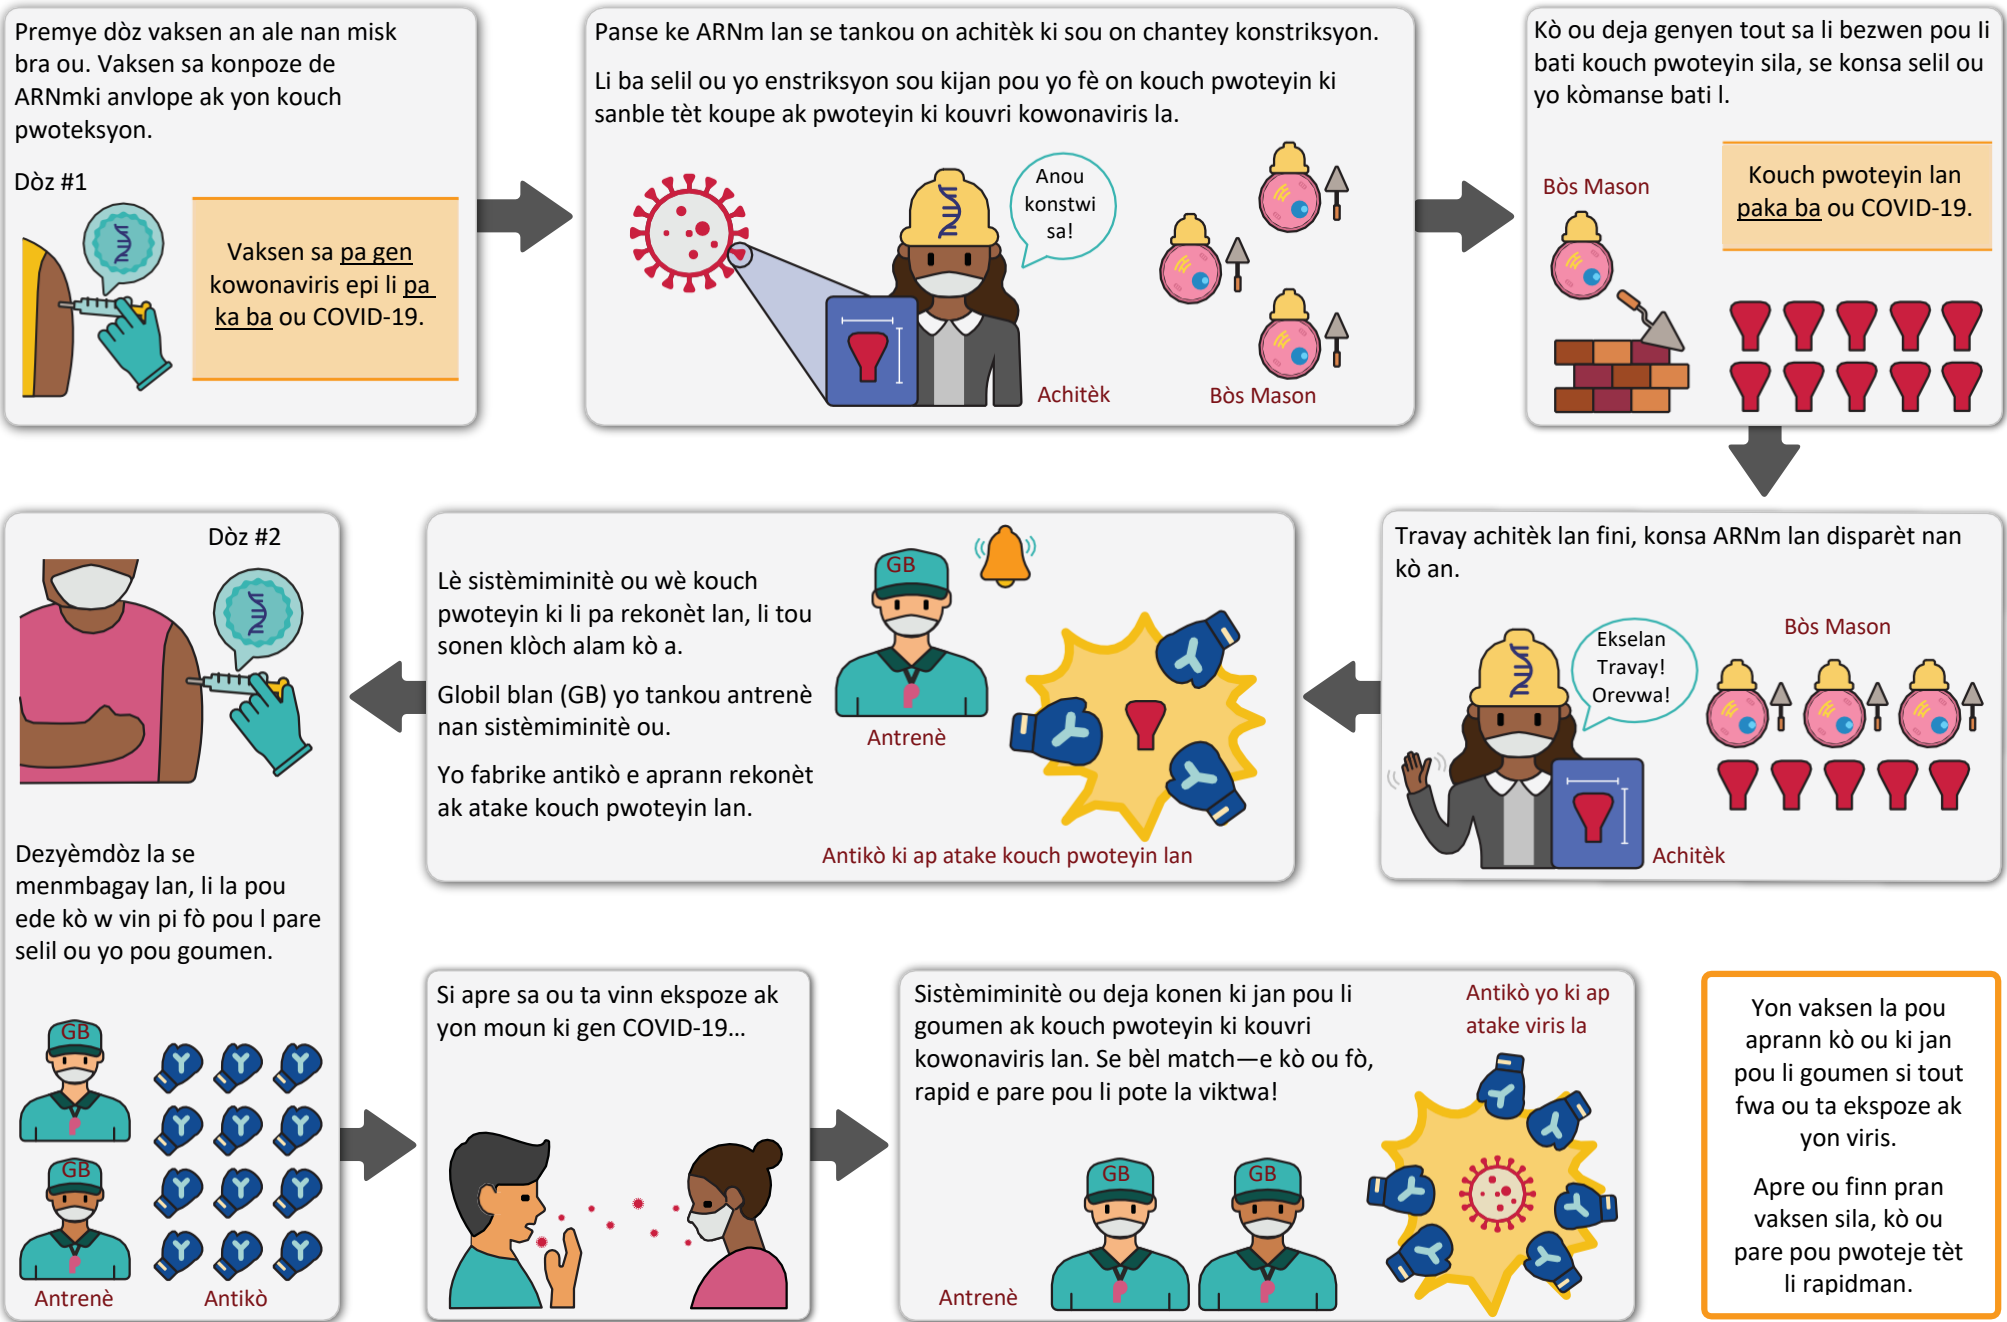 Premye dòz vaksen an ale nan misk
bra ou. Vaksen sa konpoze de
ARNmki anvlope ak yon kouch
pwoteksyon.
Dòz #1
Vaksen sa pa gen
kowonaviris epi li pa
ka ba ou COVID-19.
Panse ke ARNm lan se tankou on achitèk ki sou on chantey konstriksyon.
Li ba selil ou yo enstriksyon sou kijan pou yo fè on kouch pwoteyin ki
sanble tèt koupe ak pwoteyin ki kouvri kowonaviris la.
Anou
konstwi
sa!
Achitèk
Bòs Mason
Kò ou deja genyen tout sa li bezwen pou li
bati kouch pwoteyin sila, se konsa selil ou
yo kòmanse bati l.
Bòs Mason
Kouch pwoteyin lan
paka ba ou COVID-19.
Travay achitèk lan fini, konsa ARNm lan disparèt nan
kò an.
Ekselan
Travay!
Orevwa!
Bòs Mason
Achitèk
Lè sistèmiminitè ou wè kouch
pwoteyin ki li pa rekonèt lan, li tou
sonen klòch alam kò a.
Globil blan (GB) yo tankou antrenè
nan sistèmiminitè ou.
Yo fabrike antikò e aprann rekonèt
ak atake kouch pwoteyin lan.
GB
Antrenè
Antikò ki ap atake kouch pwoteyin lan
Dòz #2
Dezyèmdòz la se
menmbagay lan, li la pou
ede kò w vin pi fò pou l pare
selil ou yo pou goumen.
GB
GB
Antrenè
Antikò
Si apre sa ou ta vinn ekspoze ak
yon moun ki gen COVID-19...
Sistèmiminitè ou deja konen ki jan pou li
goumen ak kouch pwoteyin ki kouvri
kowonaviris lan. Se bèl match—e kò ou fò,
rapid e pare pou li pote la viktwa!
Antikò yo ki ap
atake viris la
GB
GB
Antrenè
Yon vaksen la pou
aprann kò ou ki jan
pou li goumen si tout
fwa ou ta ekspoze ak
yon viris.
Apre ou finn pran
vaksen sila, kò ou
pare pou pwoteje tèt
li rapidman.